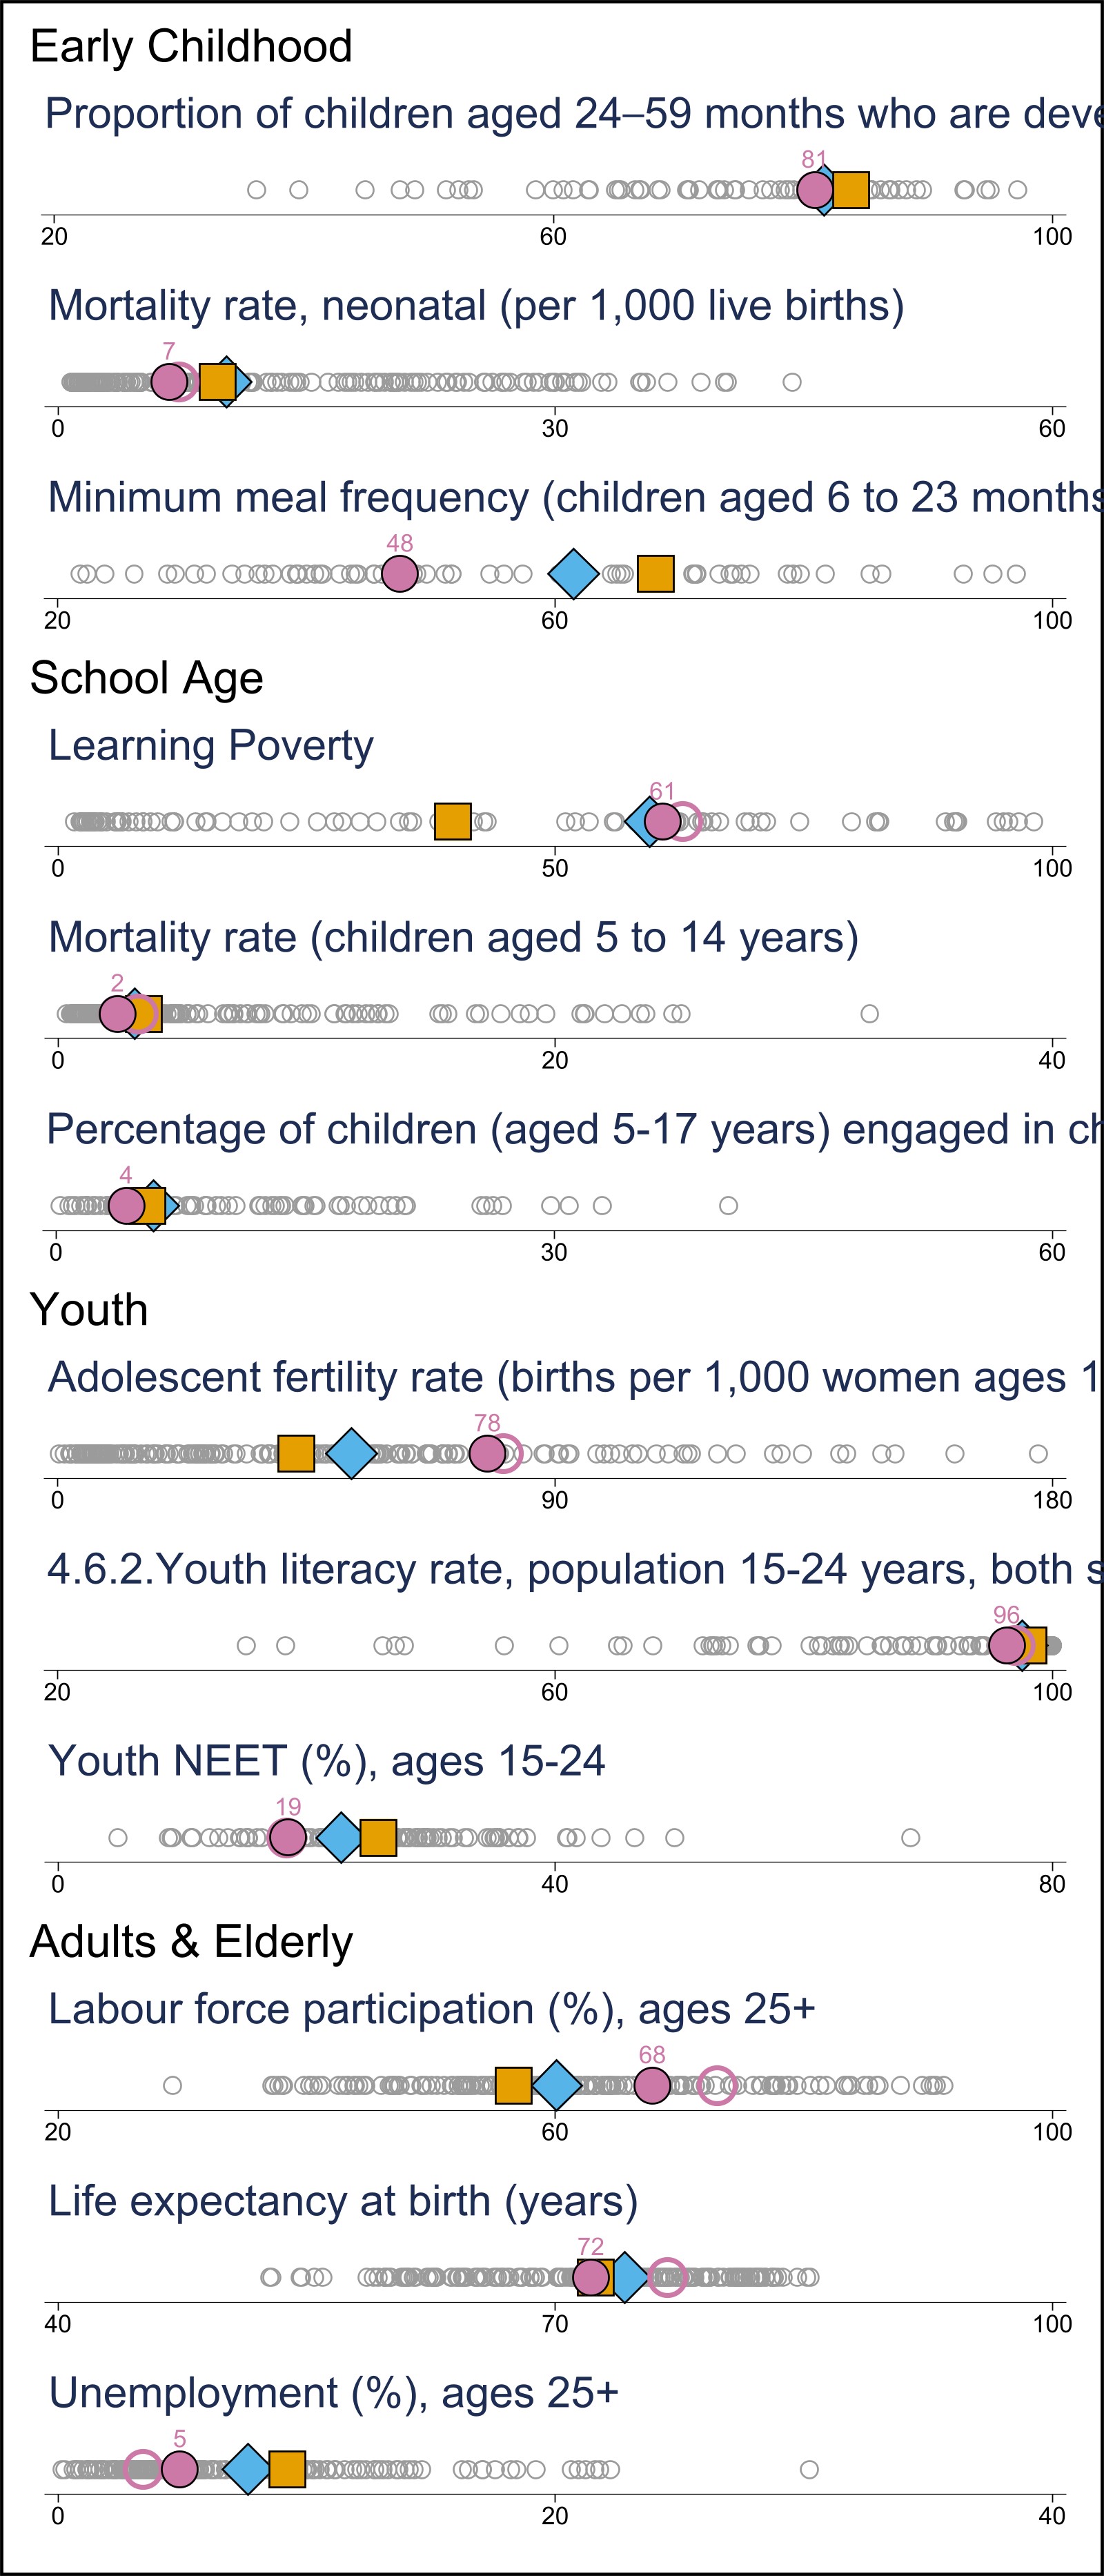 Early Childhood
Proportion of children aged 24–59 months who are deve
81
20 60 100
Mortality rate, neonatal (per 1,000 live births)
7
0 30 60
Minimum meal frequency (children aged 6 to 23 months
48
20 60 100
School Age
Learning Poverty
61
0 50 100
Mortality rate (children aged 5 to 14 years)
2
0 20 40
Percentage of children (aged 5-17 years) engaged in ch
4
0 30 60
Youth
Adolescent fertility rate (births per 1,000 women ages 1
78
0 90 180
4.6.2.Youth literacy rate, population 15-24 years, both s
96
20 60 100
Youth NEET (%), ages 15-24
19
0 40 80
Adults & Elderly
Labour force participation (%), ages 25+
68
20 60 100
Life expectancy at birth (years)
72
40 70 100
Unemployment (%), ages 25+
5
0 20 40